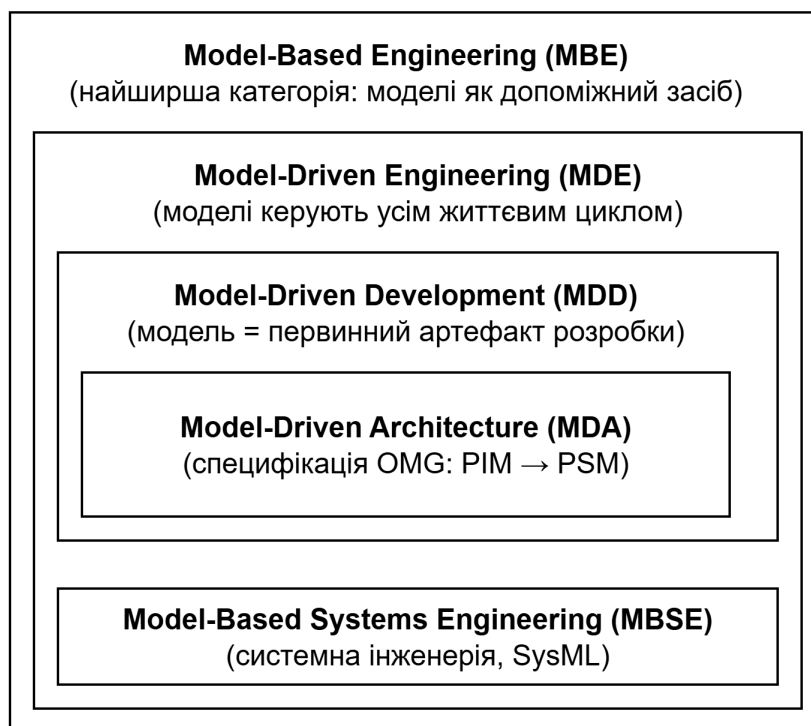 Model-Based Engineering (MBE)
(найширша категорія: моделі як допоміжний засіб)
Model-Driven Engineering (MDE)
(моделі керують усім життєвим циклом)
Model-Driven Development (MDD)
(модель = первинний артефакт розробки)
Model-Driven Architecture (MDA)
(специфікація OMG: PIM → PSM)
Model-Based Systems Engineering (MBSE)
(системна інженерія, SysML)